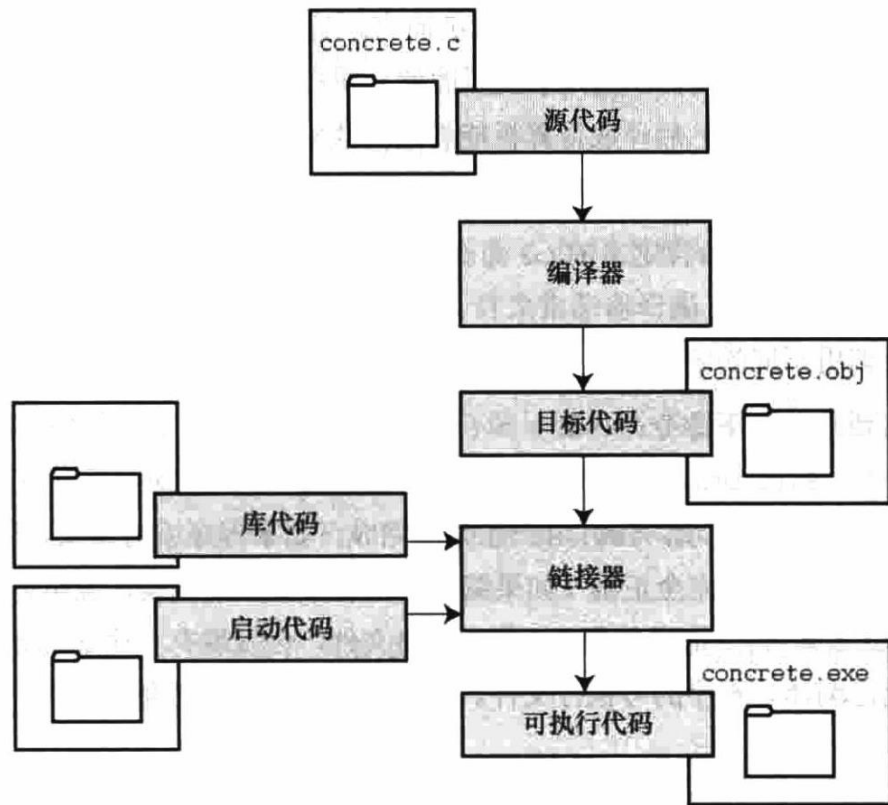 concrete.c
源代码
编译器
concrete.obj
目标代码
库代码
链接器
启动代码
concrete.exe
可执行代码